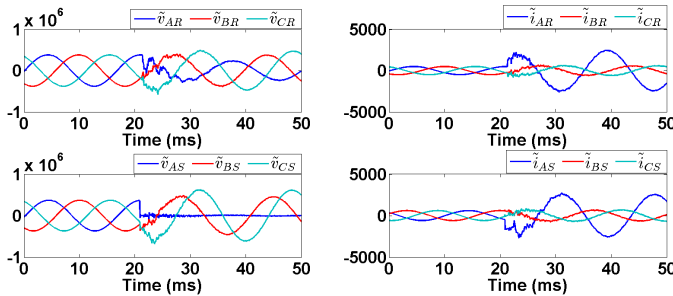 1 x 10^6
ṽ_AR ṽ_BR ṽ_CR
0
-1
0 10 20 30 40 50
Time (ms)
ĩ_AR ĩ_BR ĩ_CR
5000
0
-5000
0 10 20 30 40 50
Time (ms)
1 x 10^6
ṽ_AS ṽ_BS ṽ_CS
0
-1
0 10 20 30 40 50
Time (ms)
ĩ_AS ĩ_BS ĩ_CS
5000
0
-5000
0 10 20 30 40 50
Time (ms)